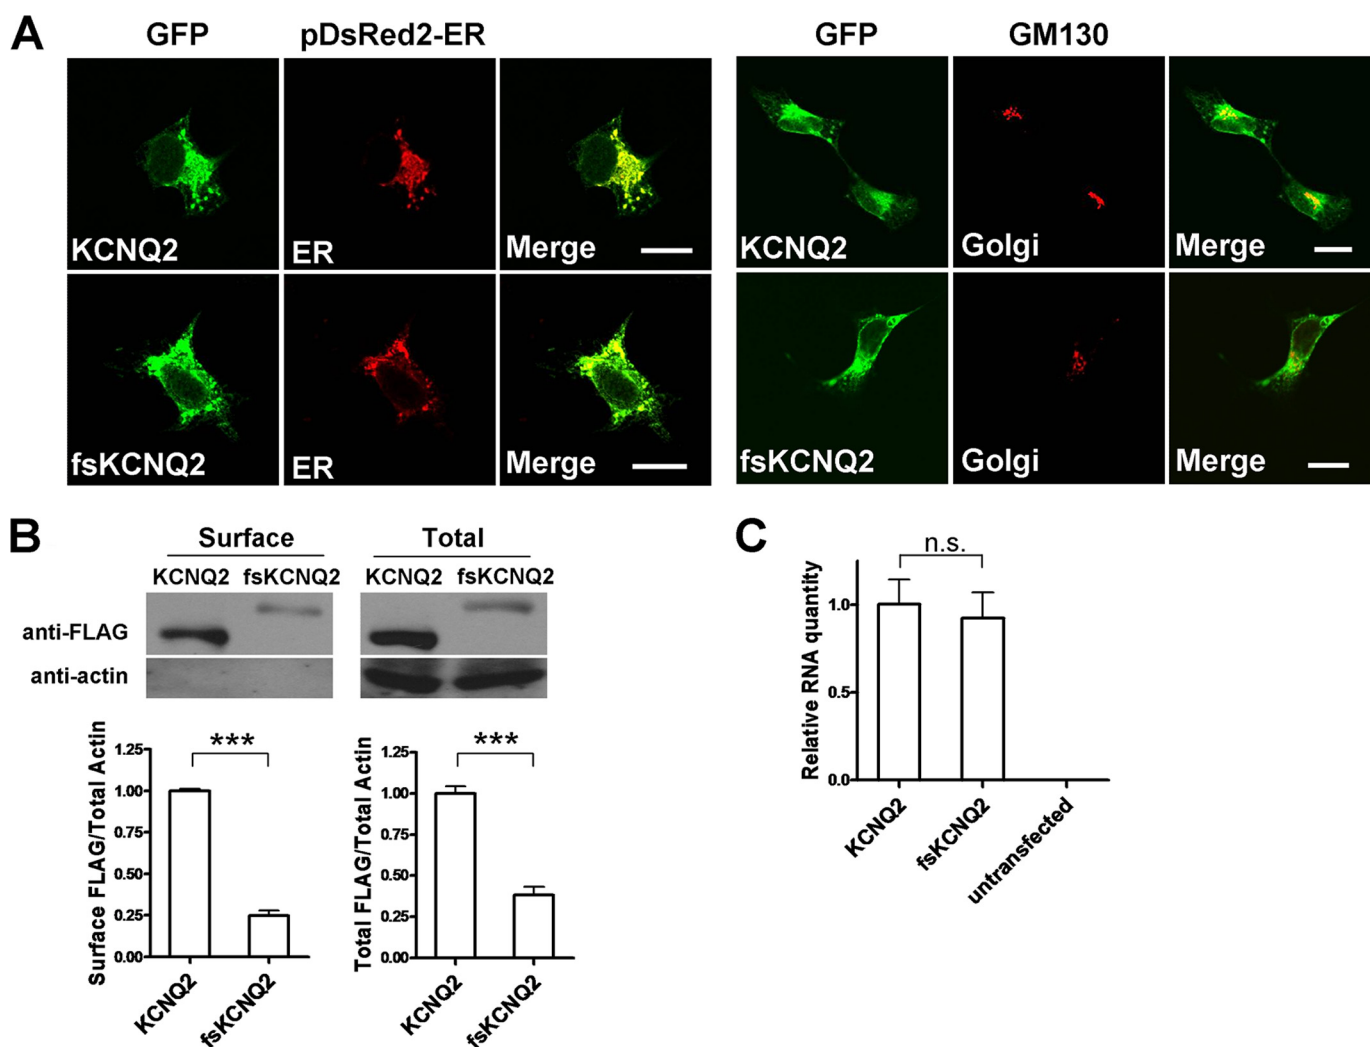 A
GFP pDsRed2-ER
GFP GM130
KCNQ2 ER Merge
KCNQ2 Golgi Merge
fsKCNQ2 ER Merge
fsKCNQ2 Golgi Merge
B
Surface Total
KCNQ2 fsKCNQ2 KCNQ2 fsKCNQ2
anti-FLAG
anti-actin
Surface FLAG/Total Actin
1.25
1.00
0.75
0.50
0.25
0.00
***
KCNQ2
fsKCNQ2
Total FLAG/Total Actin
1.25
1.00
0.75
0.50
0.25
0.00
***
KCNQ2
fsKCNQ2
C
n.s.
Relative RNA quantity
1.0
0.5
0.0
KCNQ2
fsKCNQ2
untransfected